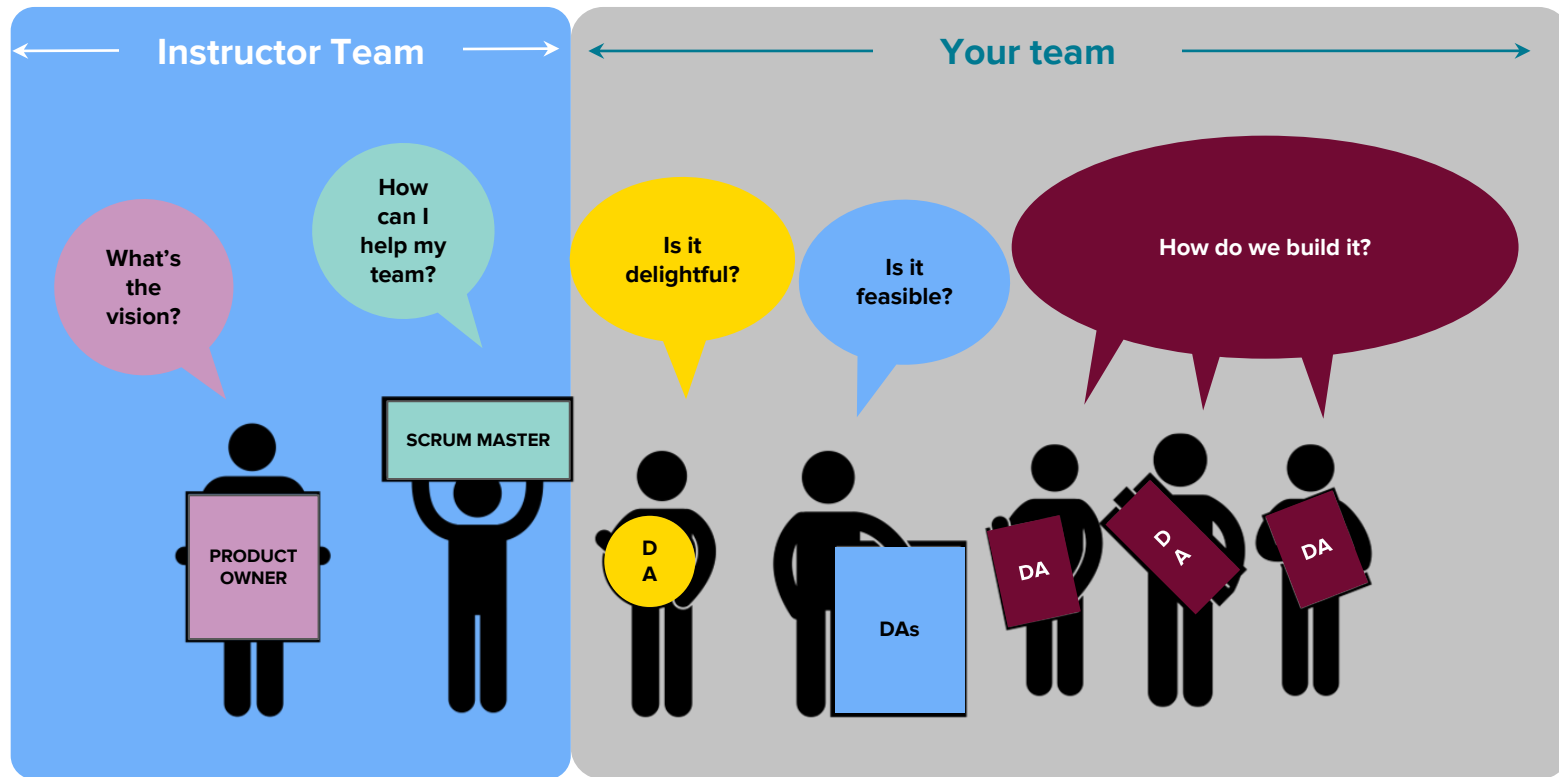 Instructor Team
Your team
What's
the
vision?
How
can I
help my
team?
Is it
delightful?
Is it
feasible?
How do we build it?
PRODUCT
OWNER
SCRUM MASTER
D
A
DAs
DA
D
A
DA